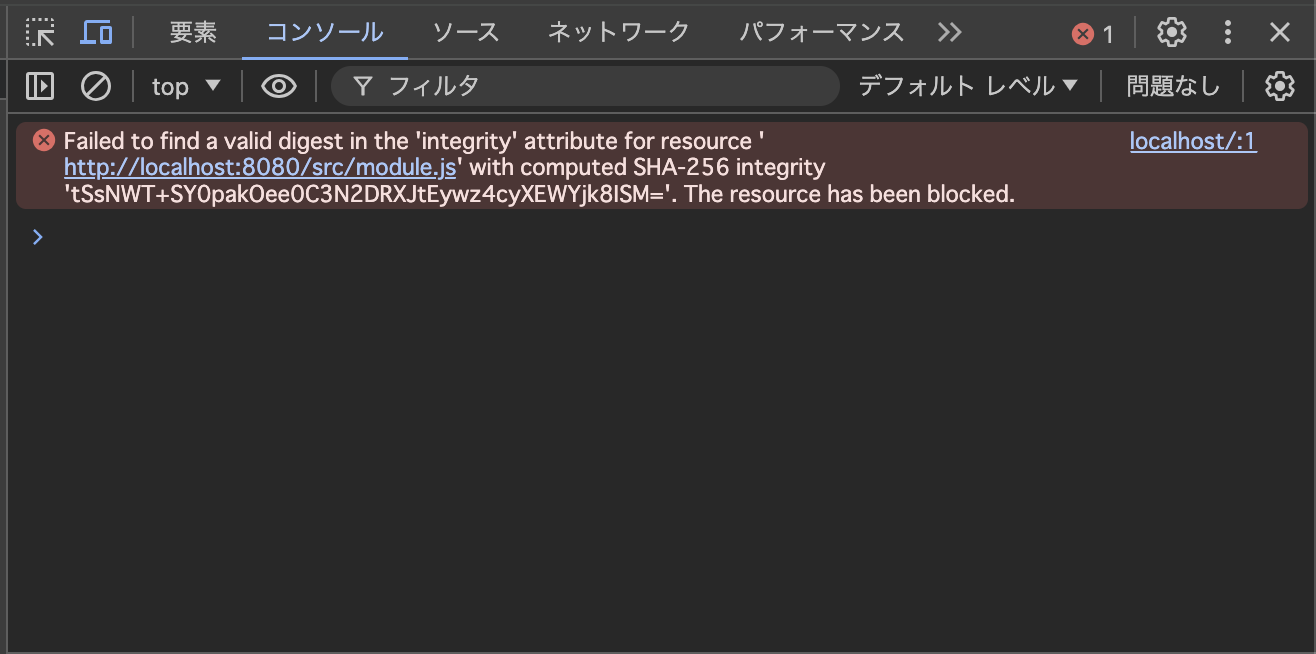 要素 コンソール ソース ネットワーク パフォーマンス 1
top フィルタ デフォルト レベル 問題なし
Failed to find a valid digest in the 'integrity' attribute for resource ' localhost/:1
http://localhost:8080/src/module.js' with computed SHA-256 integrity
'tSsNWT+SY0pakOee0C3N2DRXJtEywz4cyXEWYjk8ISM='. The resource has been blocked.